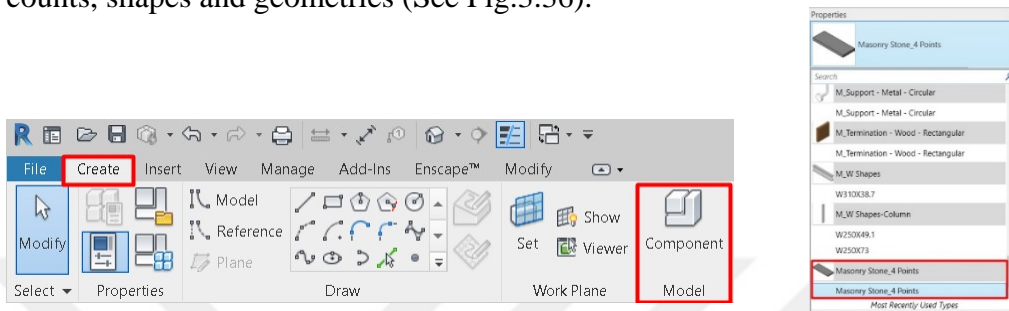 counts, shapes and geometries (See Fig.3.36).
Properties
Masonry Stone_4 Points
Search
M_Support - Metal - Circular
M_Support - Metal - Circular
M_Termination - Wood - Rectangular
M_Termination - Wood - Rectangular
M_W Shapes
W310X38.7
M_W Shapes-Column
W250X49.1
W250X73
Masonry Stone_4 Points
Masonry Stone_4 Points
Most Recently Used Types
File Create Insert View Manage Add-Ins Enscape™ Modify
Modify
Model
Reference
Plane
Set
Show
Viewer
Component
Select Properties Draw Work Plane Model